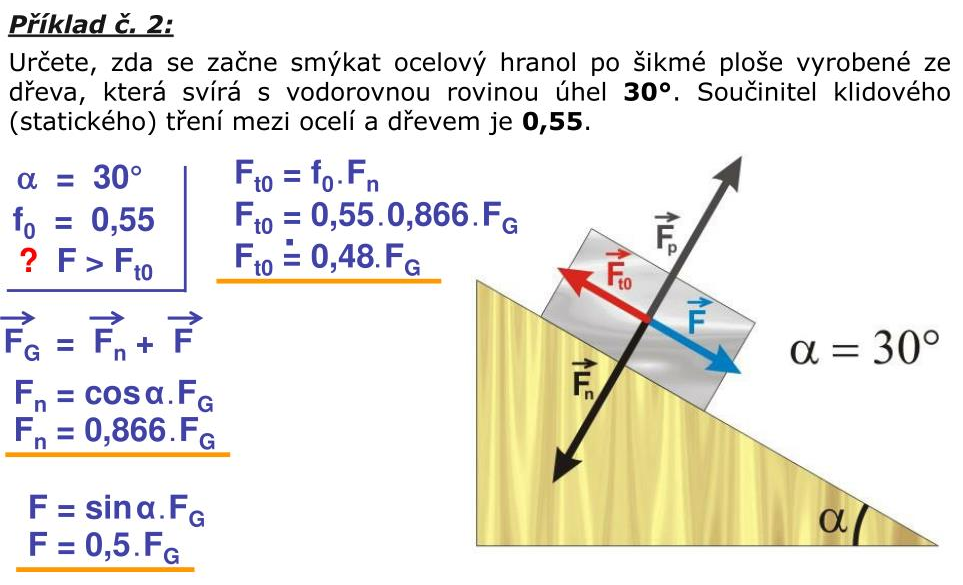 Příklad č. 2:
Určete, zda se začne smýkat ocelový hranol po šikmé ploše vyrobené ze
dřeva, která svírá s vodorovnou rovinou úhel 30°. Součinitel klidového
(statického) tření mezi ocelí a dřevem je 0,55.
α = 30°
f₀ = 0,55
? F > Ft0
Ft0 = f₀.Fn
Ft0 = 0,55.0,866.FG
Ft0 ≐ 0,48.FG
FG = Fn + F
Fn = cos α.FG
Fn = 0,866.FG
F = sin α.FG
F = 0,5.FG
Fp
Ft0
F
Fn
α = 30°
α